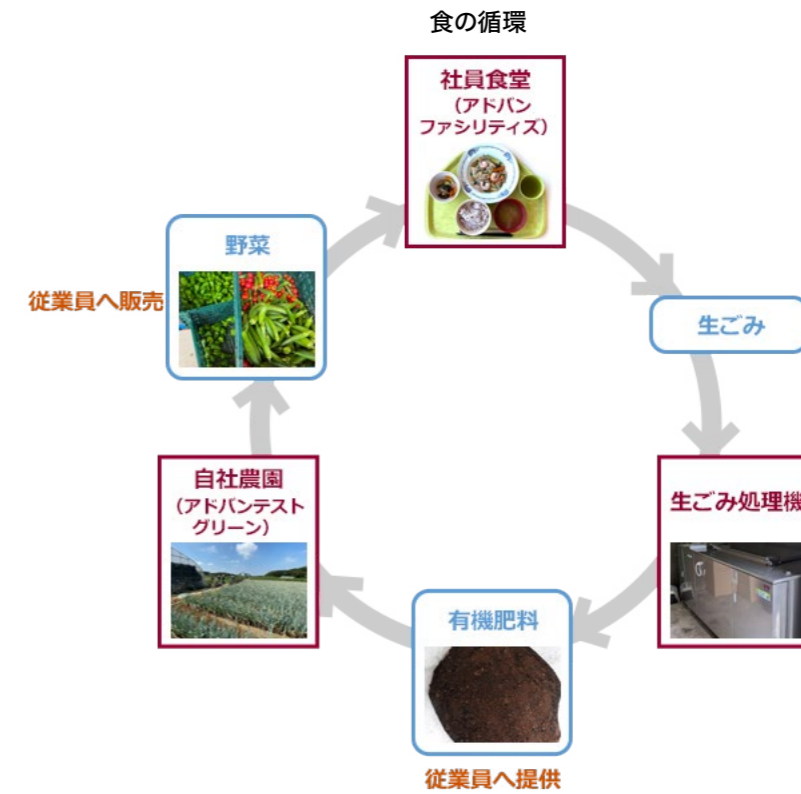 食の循環
社員食堂
（アドバン
ファシリティズ）
野菜
従業員へ販売
生ごみ
自社農園
（アドバンテスト
グリーン）
生ごみ処理機
有機肥料
従業員へ提供